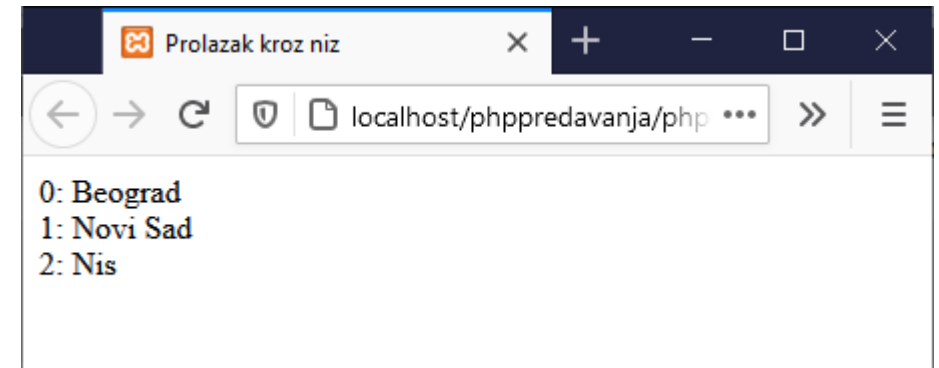 Prolazak kroz niz
localhost/phppredavanja/php
0: Beograd
1: Novi Sad
2: Nis